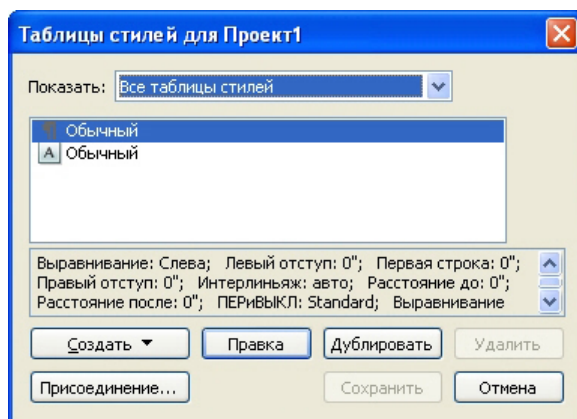 Таблицы стилей для Проект1
Показать: Все таблицы стилей
¶ Обычный
A Обычный
Выравнивание: Слева; Левый отступ: 0"; Первая строка: 0";
Правый отступ: 0"; Интерлиньяж: авто; Расстояние до: 0";
Расстояние после: 0"; ПЕРиВЫКЛ: Standard; Выравнивание
Создать Правка Дублировать Удалить
Присоединение... Сохранить Отмена